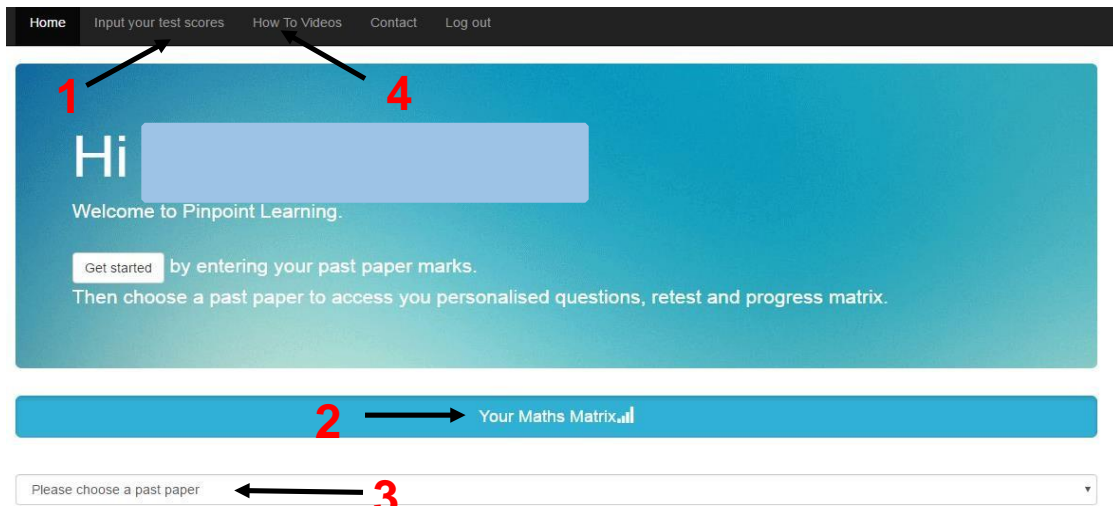 Home Input your test scores How To Videos Contact Log out
1
4
Hi
Welcome to Pinpoint Learning.
Get started by entering your past paper marks.
Then choose a past paper to access you personalised questions, retest and progress matrix.
2 Your Maths Matrix
Please choose a past paper 3